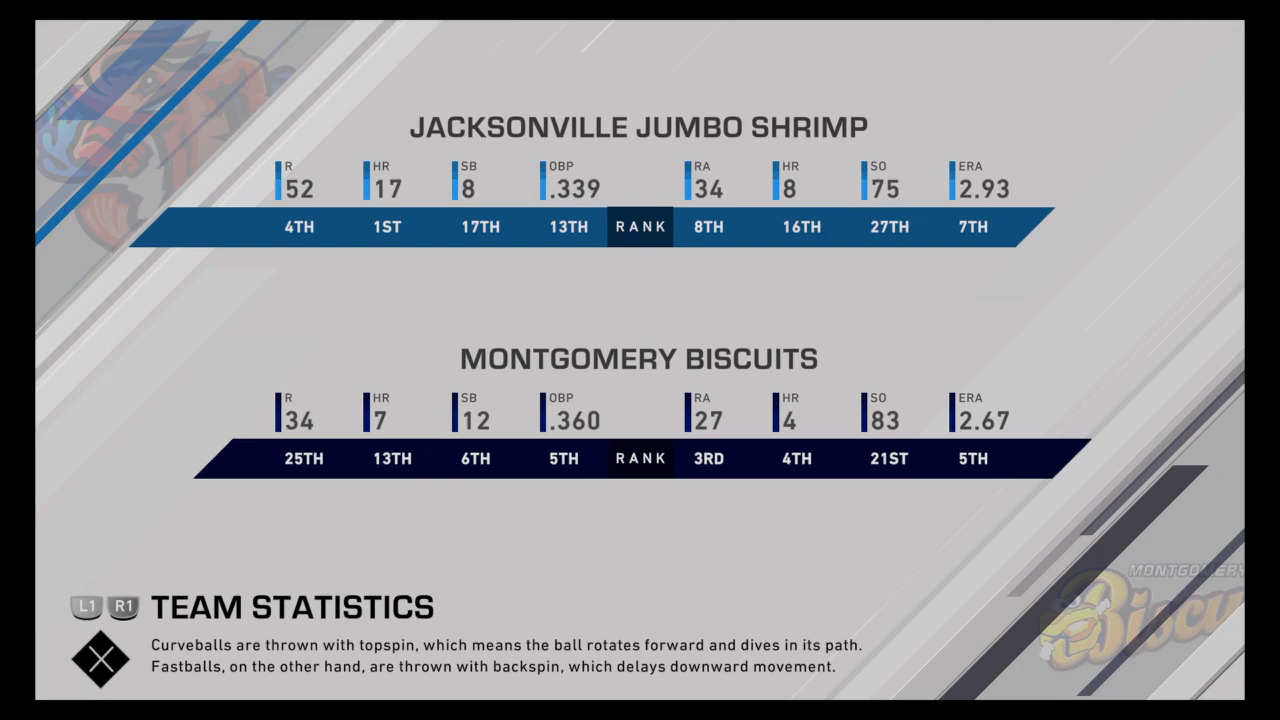 JACKSONVILLE JUMBO SHRIMP
R HR SB OBP RA HR SO ERA
52 17 8 .339 34 8 75 2.93
4TH 1ST 17TH 13TH RANK 8TH 16TH 27TH 7TH
MONTGOMERY BISCUITS
R HR SB OBP RA HR SO ERA
34 7 12 .360 27 4 83 2.67
25TH 13TH 6TH 5TH RANK 3RD 4TH 21ST 5TH
MONTGOMERY
Biscu
L1 R1 TEAM STATISTICS
Curveballs are thrown with topspin, which means the ball rotates forward and dives in its path.
Fastballs, on the other hand, are thrown with backspin, which delays downward movement.